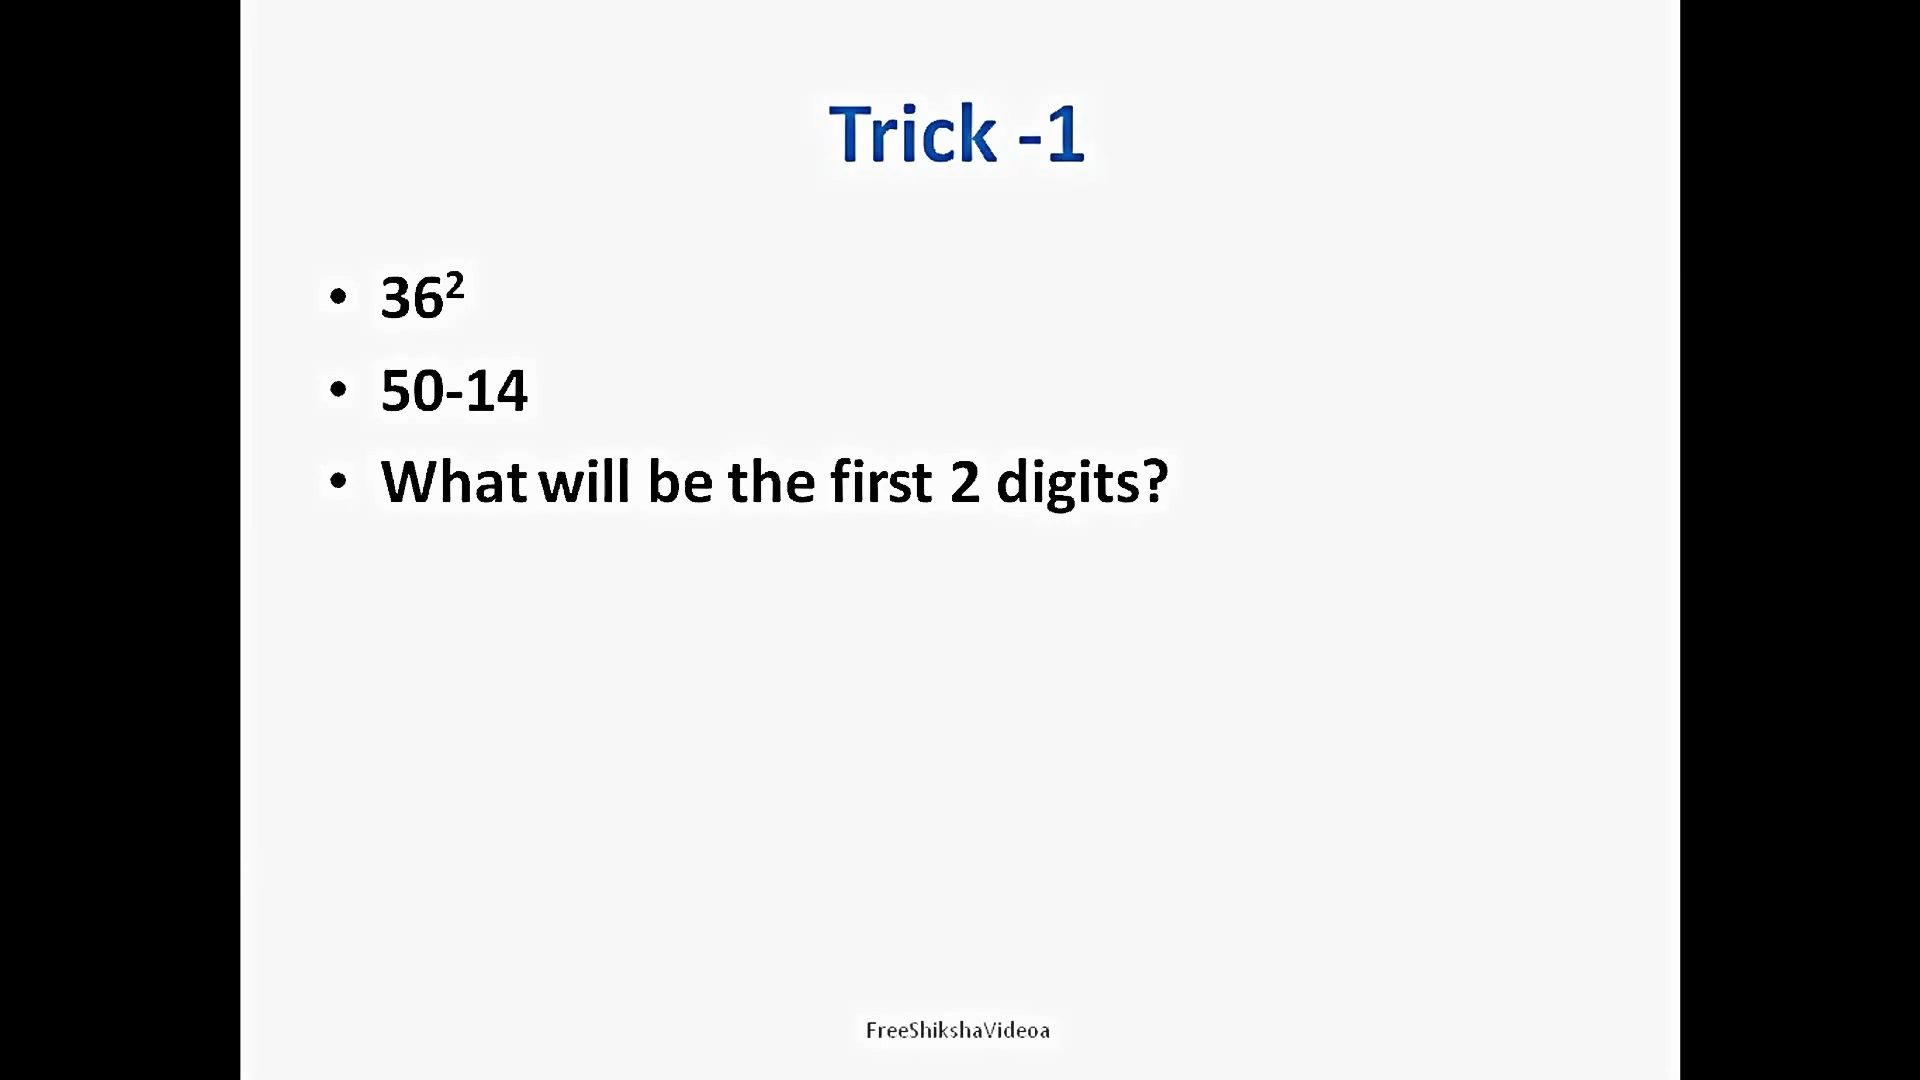 Trick -1
• 36²
• 50-14
• What will be the first 2 digits?
FreeShikshaVideoa